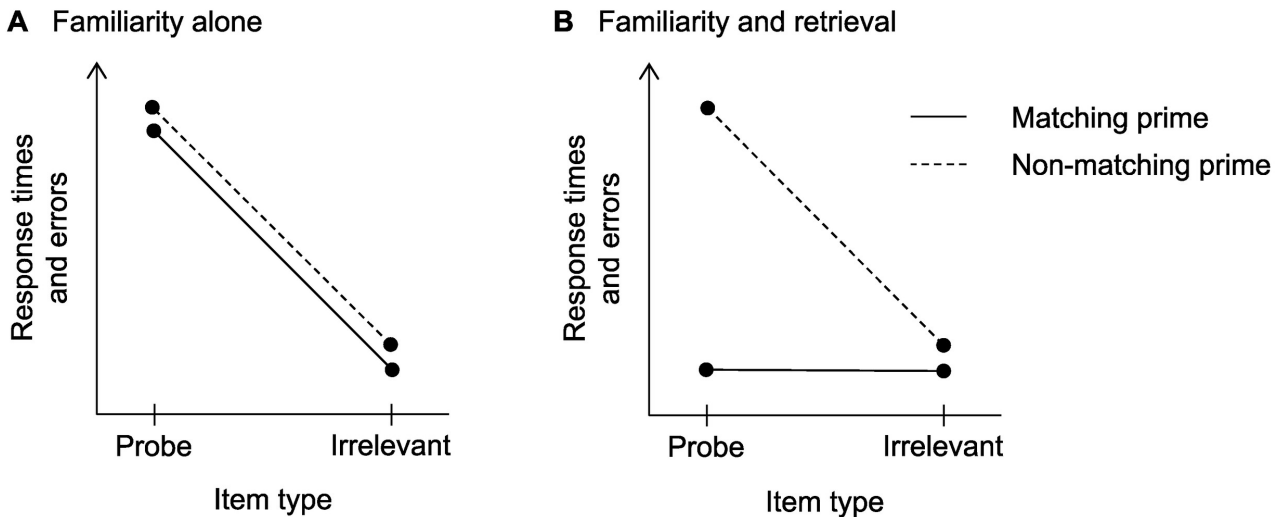 A Familiarity alone
Response times
and errors
Probe
Irrelevant
Item type
B Familiarity and retrieval
Response times
and errors
Probe
Irrelevant
Item type
Matching prime
Non-matching prime